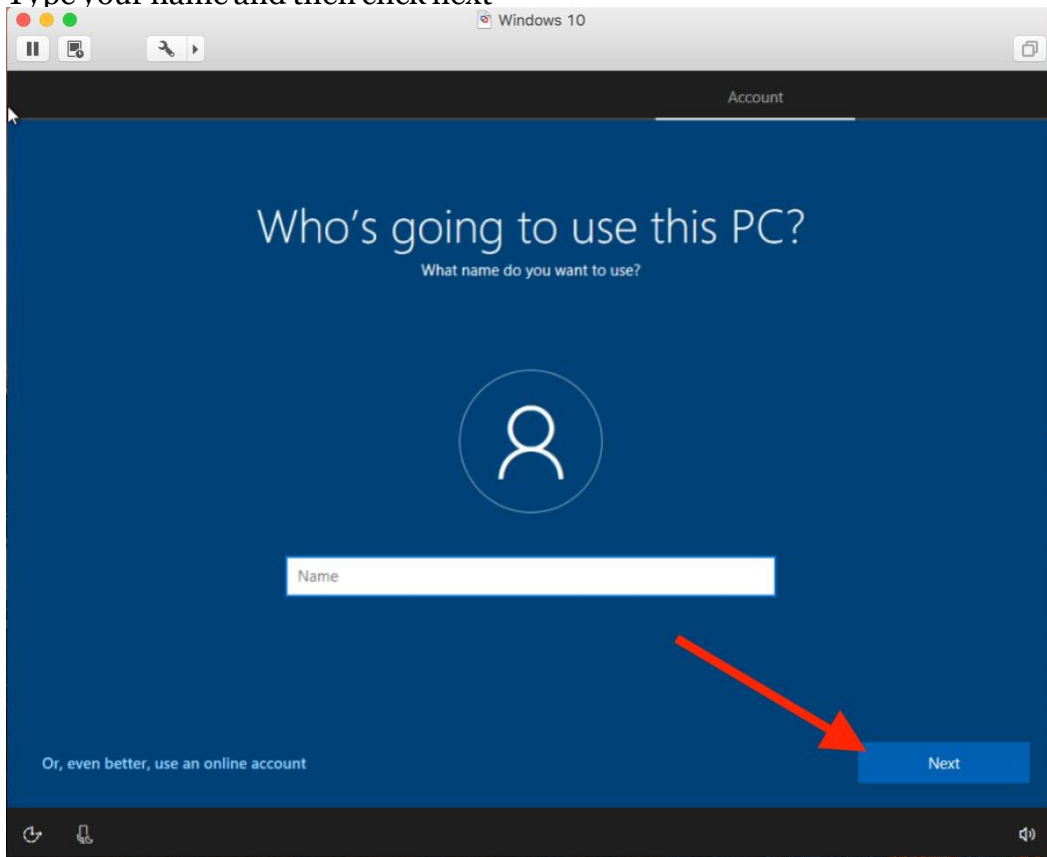 Type your name and then click next
Windows 10
Account
Who's going to use this PC?
What name do you want to use?
Name
Or, even better, use an online account
Next